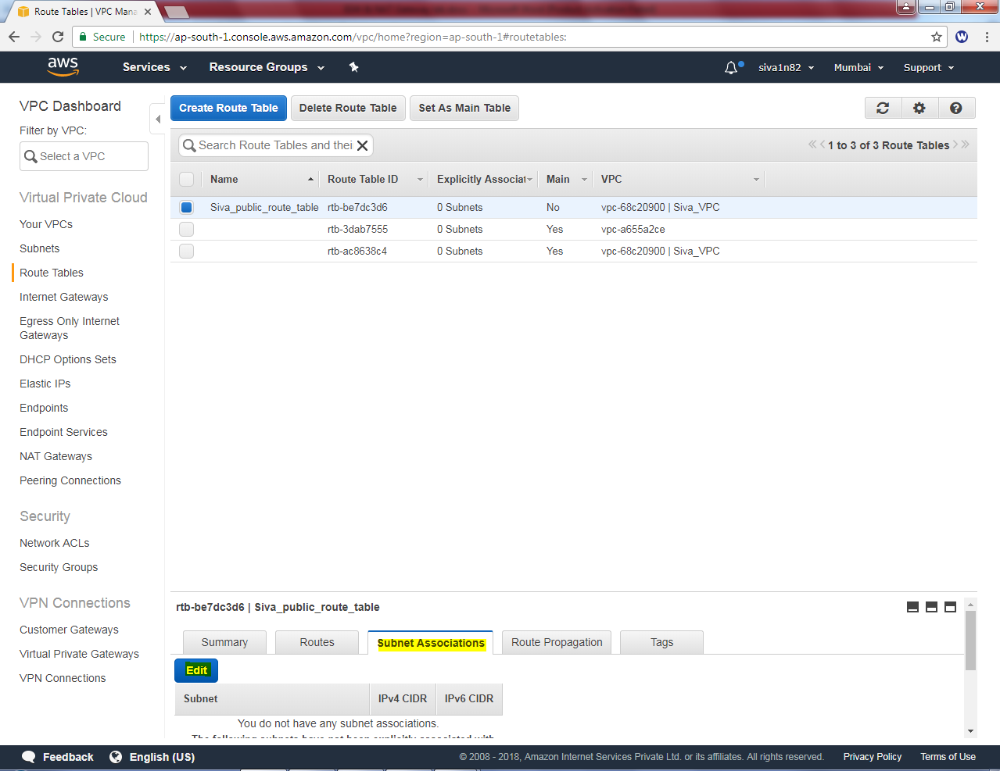 Route Tables | VPC Mana
Secure
https://ap-south-1.console.aws.amazon.com/vpc/home?region=ap-south-1#routetables:
W
aws
Services
Resource Groups
siva1n82
Mumbai
Support
VPC Dashboard
Filter by VPC:
Select a VPC
Virtual Private Cloud
Your VPCs
Subnets
Route Tables
Internet Gateways
Egress Only Internet
Gateways
DHCP Options Sets
Elastic IPs
Endpoints
Endpoint Services
NAT Gateways
Peering Connections
Security
Network ACLs
Security Groups
VPN Connections
Customer Gateways
Virtual Private Gateways
VPN Connections
Create Route Table
Delete Route Table
Set As Main Table
Search Route Tables and thei
1 to 3 of 3 Route Tables
Name Route Table ID Explicitly Associat Main VPC
Siva_public_route_table rtb-be7dc3d6 0 Subnets No vpc-68c20900 | Siva_VPC
rtb-3dab7555 0 Subnets Yes vpc-a655a2ce
rtb-ac8638c4 0 Subnets Yes vpc-68c20900 | Siva_VPC
rtb-be7dc3d6 | Siva_public_route_table
Summary Routes Subnet Associations Route Propagation Tags
Edit
Subnet IPv4 CIDR IPv6 CIDR
You do not have any subnet associations.
The following subnets have not been explicitly associated with
Feedback
English (US)
© 2008 - 2018, Amazon Internet Services Private Ltd. or its affiliates. All rights reserved.
Privacy Policy
Terms of Use